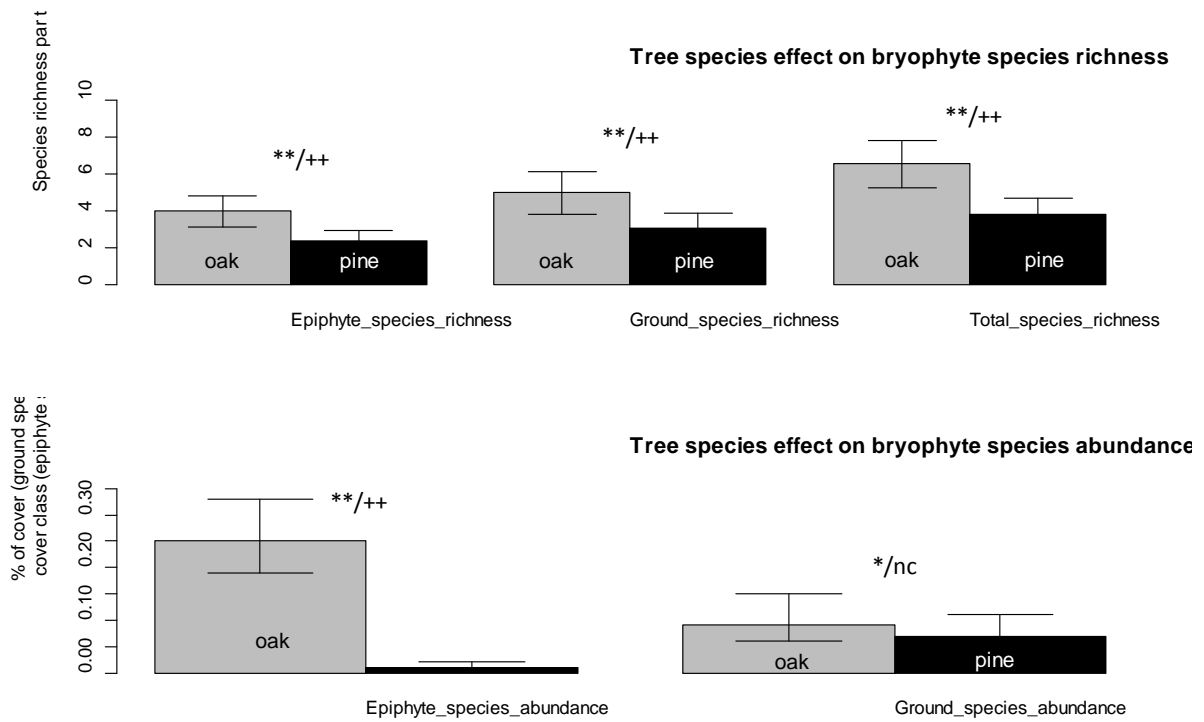 Tree species effect on bryophyte species richness
Species richness part
10
8
6
4
2
0
**/++
**/++
**/++
oak
pine
oak
pine
oak
pine
Epiphyte_species_richness
Ground_species_richness
Total_species_richness
Tree species effect on bryophyte species abundance
% of cover (ground
cover class (epiphyte
0.30
0.20
0.10
0.00
**/++
*/nc
oak
oak
pine
Epiphyte_species_abundance
Ground_species_abundance